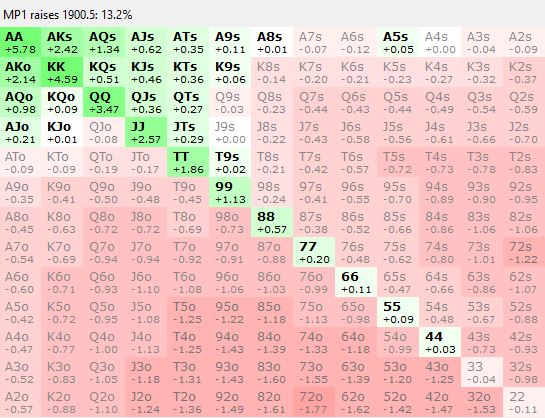 MP1 raises 1900.5: 13.2%
AA AKs AQs AJs ATs A9s A8s A7s A6s A5s A4s A3s A2s
+5.78 +2.42 +1.34 +0.62 +0.35 +0.11 +0.01 -0.07 -0.12 +0.05 -0.00 -0.04 -0.09
AKo KK KQs KJs KTs K9s K8s K7s K6s K5s K4s K3s K2s
+2.14 +4.59 +0.51 +0.46 +0.36 +0.06 -0.14 -0.20 -0.21 -0.23 -0.27 -0.32 -0.37
AQo KQo QQ QJs QTs Q9s Q8s Q7s Q6s Q5s Q4s Q3s Q2s
+0.98 +0.09 +3.47 +0.36 +0.27 -0.03 -0.23 -0.44 -0.43 -0.44 -0.49 -0.54 -0.59
AJo KJo QJo JJ JTs J9s J8s J7s J6s J5s J4s J3s J2s
+0.21 +0.01 -0.08 +2.57 +0.29 -0.00 -0.22 -0.43 -0.58 -0.56 -0.61 -0.66 -0.70
ATo KTo QTo JTo TT T9s T8s T7s T6s T5s T4s T3s T2s
-0.09 -0.09 -0.19 -0.17 +1.86 +0.02 -0.21 -0.42 -0.57 -0.72 -0.73 -0.78 -0.83
A9o K9o Q9o J9o T9o 99 98s 97s 96s 95s 94s 93s 92s
-0.35 -0.41 -0.50 -0.48 -0.45 +1.13 -0.24 -0.41 -0.55 -0.70 -0.89 -0.90 -0.95
A8o K8o Q8o J8o T8o 98o 88 87s 86s 85s 84s 83s 82s
-0.45 -0.63 -0.72 -0.72 -0.69 -0.73 +0.57 -0.38 -0.52 -0.66 -0.86 -1.06 -1.06
A7o K7o Q7o J7o T7o 97o 87o 77 76s 75s 74s 73s 72s
-0.54 -0.69 -0.94 -0.94 -0.92 -0.91 -0.88 +0.20 -0.48 -0.62 -0.80 -1.01 -1.22
A6o K6o Q6o J6o T6o 96o 86o 76o 66 65s 64s 63s 62s
-0.60 -0.71 -0.93 -1.10 -1.08 -1.06 -1.03 -0.99 +0.11 -0.47 -0.66 -0.86 -1.07
A5o K5o Q5o J5o T5o 95o 85o 75o 65o 55 54s 53s 52s
-0.42 -0.72 -0.95 -1.08 -1.25 -1.22 -1.18 -1.13 -0.98 +0.09 -0.48 -0.67 -0.88
A4o K4o Q4o J4o T4o 94o 84o 74o 64o 54o 44 43s 42s
-0.47 -0.77 -1.00 -1.13 -1.25 -1.43 -1.39 -1.33 -1.18 -0.99 +0.03 -0.73 -0.93
A3o K3o Q3o J3o T3o 93o 83o 73o 63o 53o 43o 33 32s
-0.52 -0.83 -1.05 -1.18 -1.31 -1.43 -1.60 -1.55 -1.39 -1.20 -1.25 -0.04 -0.98
A2o K2o Q2o J2o T2o 92o 82o 72o 62o 52o 42o 32o 22
-0.57 -0.88 -1.10 -1.24 -1.36 -1.49 -1.61 -1.77 -1.62 -1.42 -1.47 -1.53 -0.11